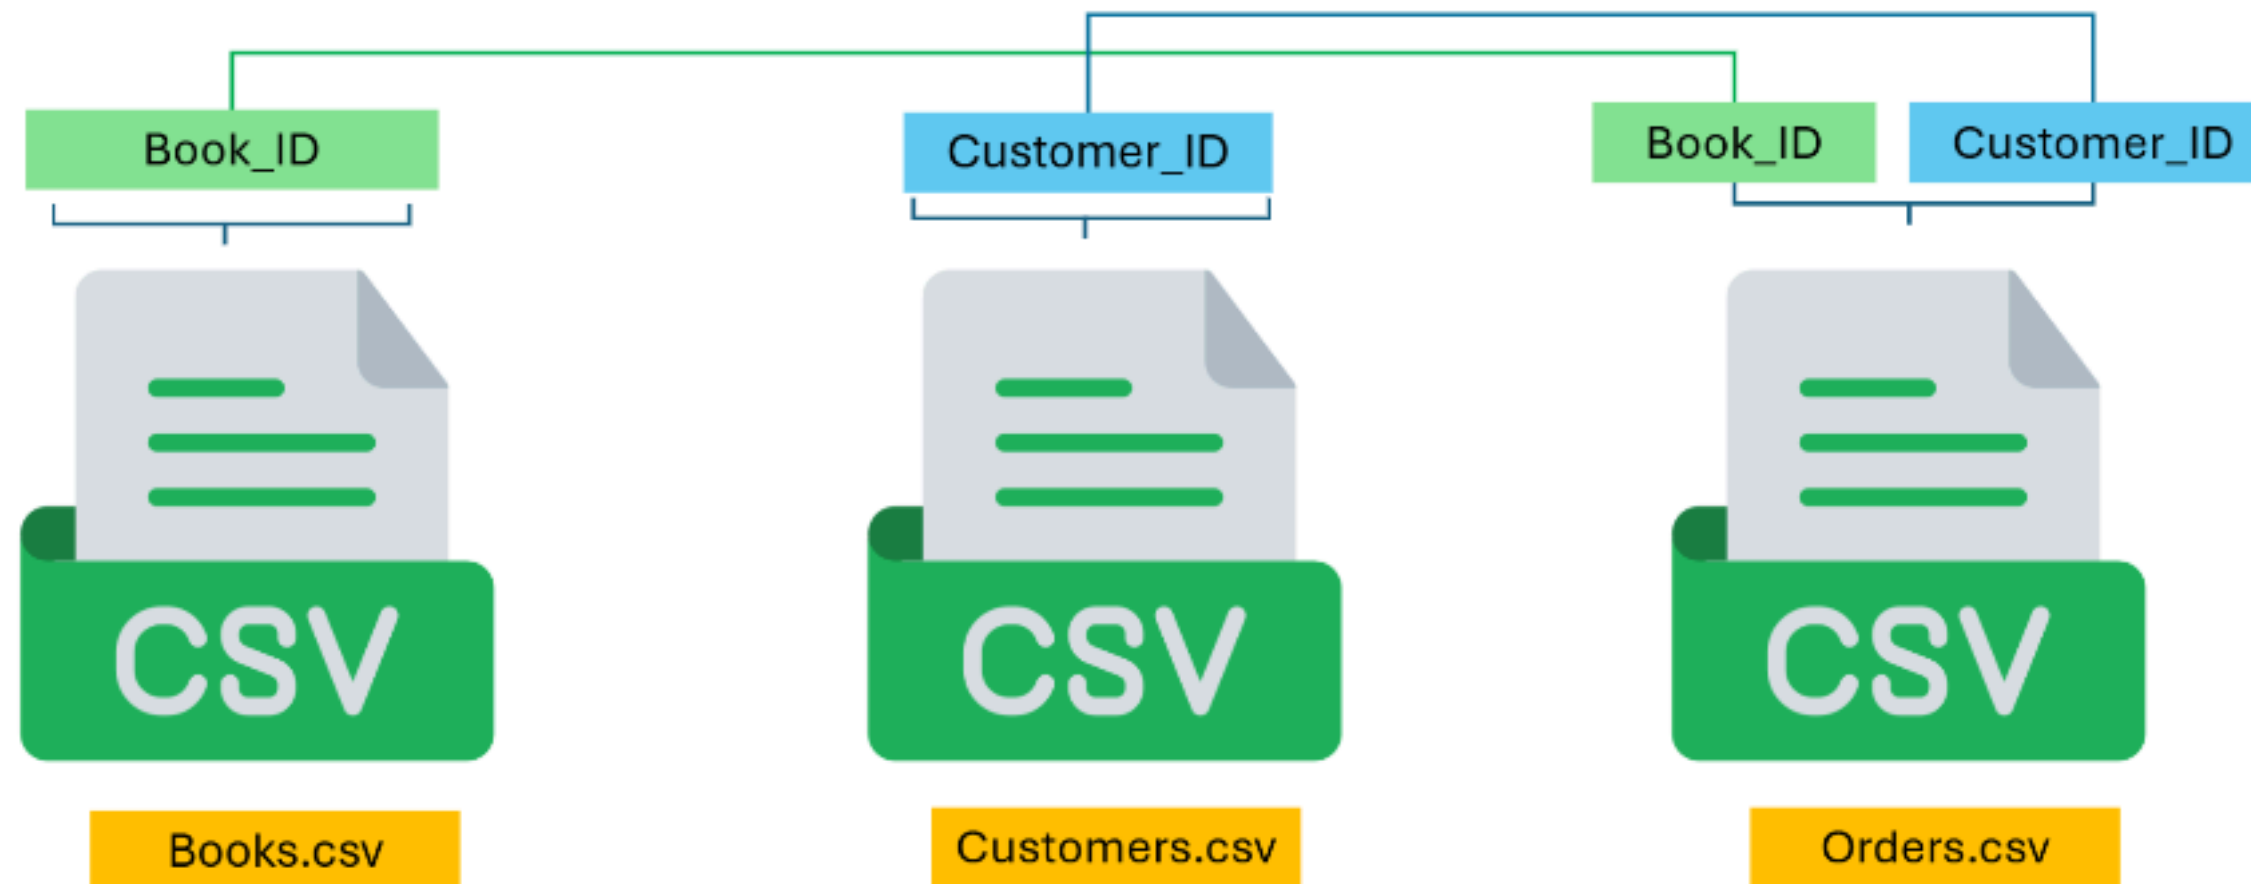 Book_ID
Customer_ID
Book_ID
Customer_ID
CSV
CSV
CSV
Books.csv
Customers.csv
Orders.csv